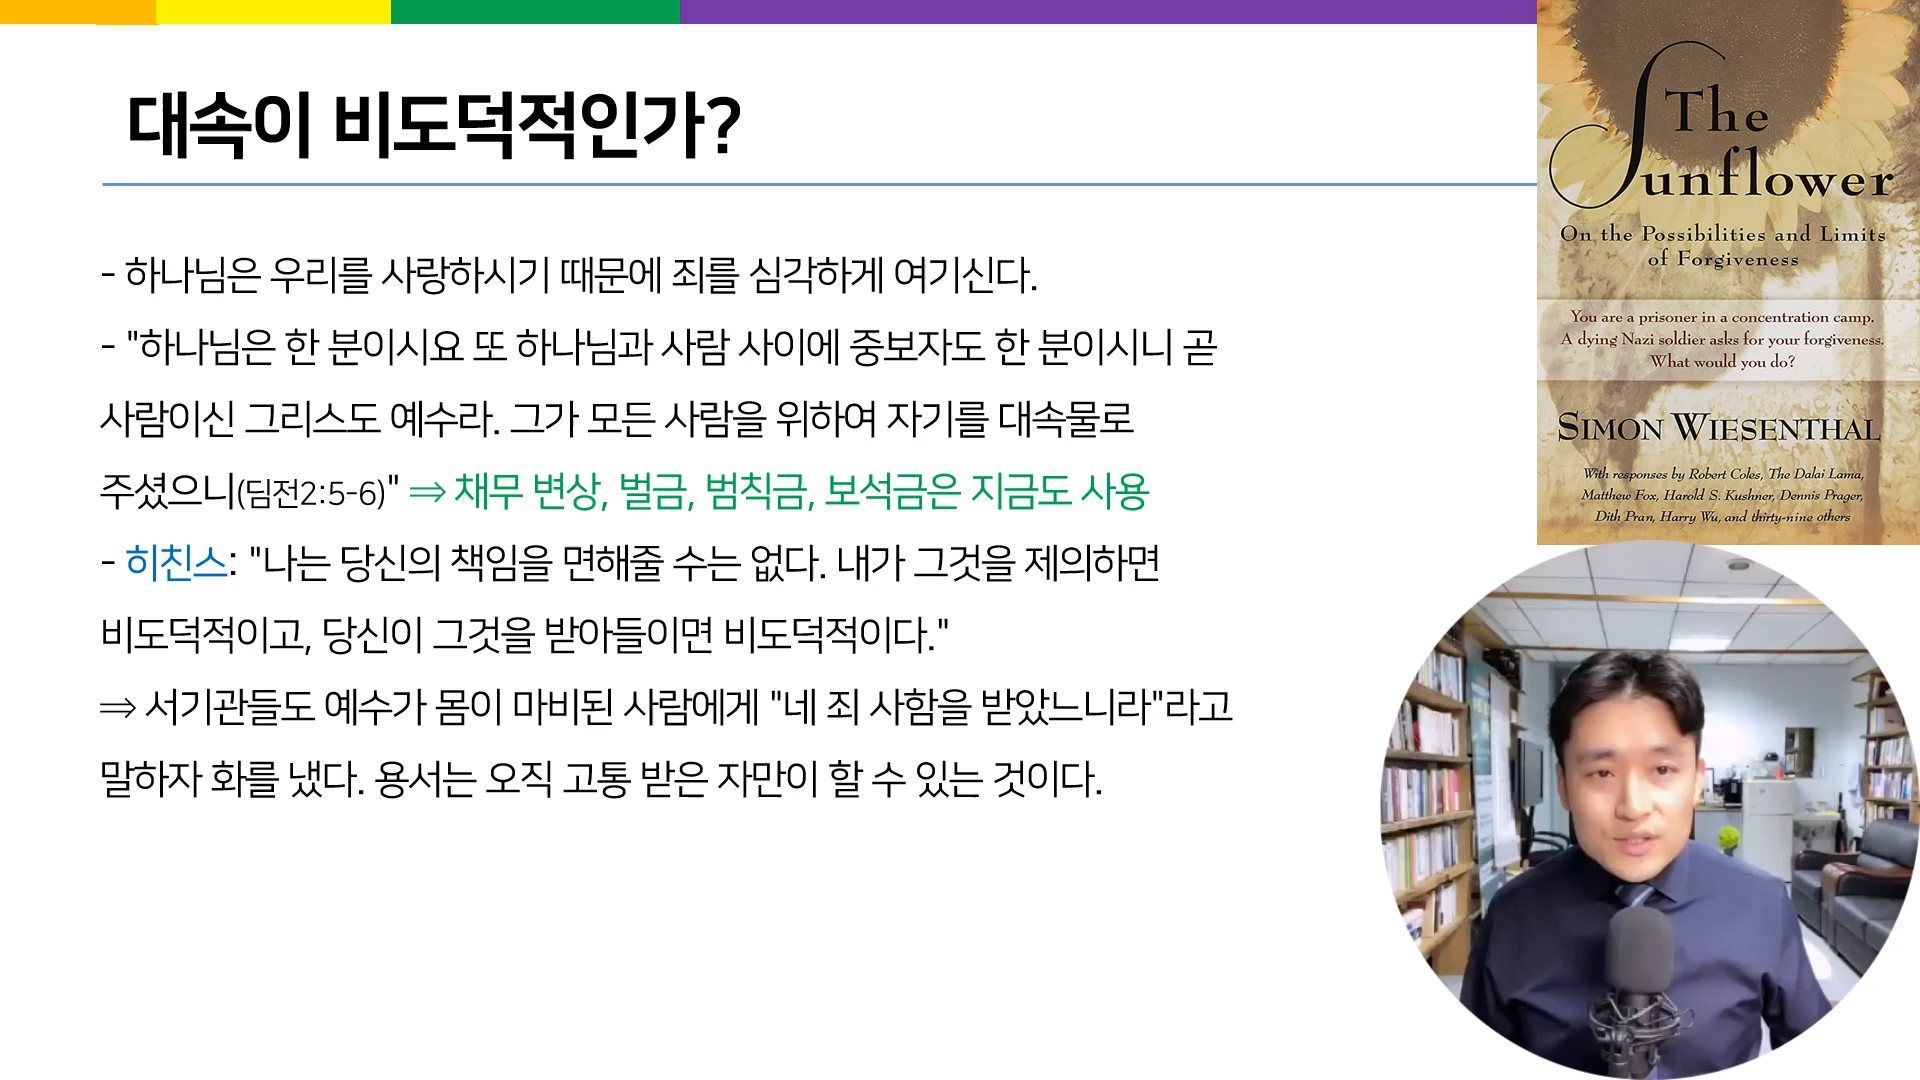 대속이 비도덕적인가?
- 하나님은 우리를 사랑하시기 때문에 죄를 심각하게 여기신다.
- "하나님은 한 분이시요 또 하나님과 사람 사이에 중보자도 한 분이시니 곧
사람이신 그리스도 예수라. 그가 모든 사람을 위하여 자기를 대속물로
주셨으니(딤전2:5-6)" ⇒ 채무 변상, 벌금, 범칙금, 보석금은 지금도 사용
- 히친스: "나는 당신의 책임을 면해줄 수는 없다. 내가 그것을 제의하면
비도덕적이고, 당신이 그것을 받아들이면 비도덕적이다."
⇒ 서기관들도 예수가 몸이 마비된 사람에게 "네 죄 사함을 받았느니라"라고
말하자 화를 냈다. 용서는 오직 고통 받은 자만이 할 수 있는 것이다.
The
Sunflower
On the Possibilities and Limits
of Forgiveness
You are a prisoner in a concentration camp.
A dying Nazi soldier asks for your forgiveness.
What would you do?
SIMON WIESENTHAL
With responses by Robert Coles, The Dalai Lama,
Matthew Fox, Harold S. Kushner, Dennis Prager,
Dith Pran, Harry Wu, and thirty-nine others